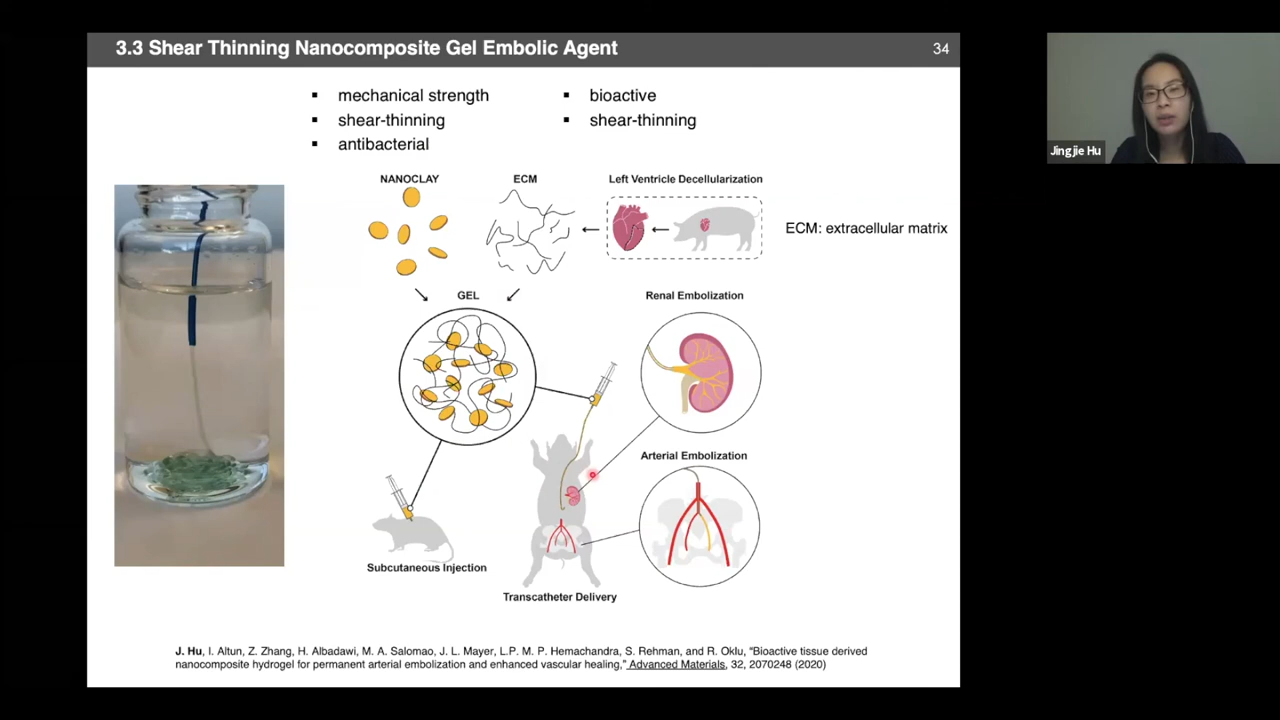 3.3 Shear Thinning Nanocomposite Gel Embolic Agent
34
▪ mechanical strength
▪ shear-thinning
▪ antibacterial
▪ bioactive
▪ shear-thinning
Jingjie Hu
NANOCLAY
ECM
Left Ventricle Decellularization
ECM: extracellular matrix
GEL
Renal Embolization
Arterial Embolization
Subcutaneous Injection
Transcatheter Delivery
J. Hu, I. Altun, Z. Zhang, H. Albadawi, M. A. Salomao, J. L. Mayer, L.P. M. P. Hemachandra, S. Rehman, and R. Oklu, "Bioactive tissue derived
nanocomposite hydrogel for permanent arterial embolization and enhanced vascular healing," Advanced Materials, 32, 2070248 (2020)